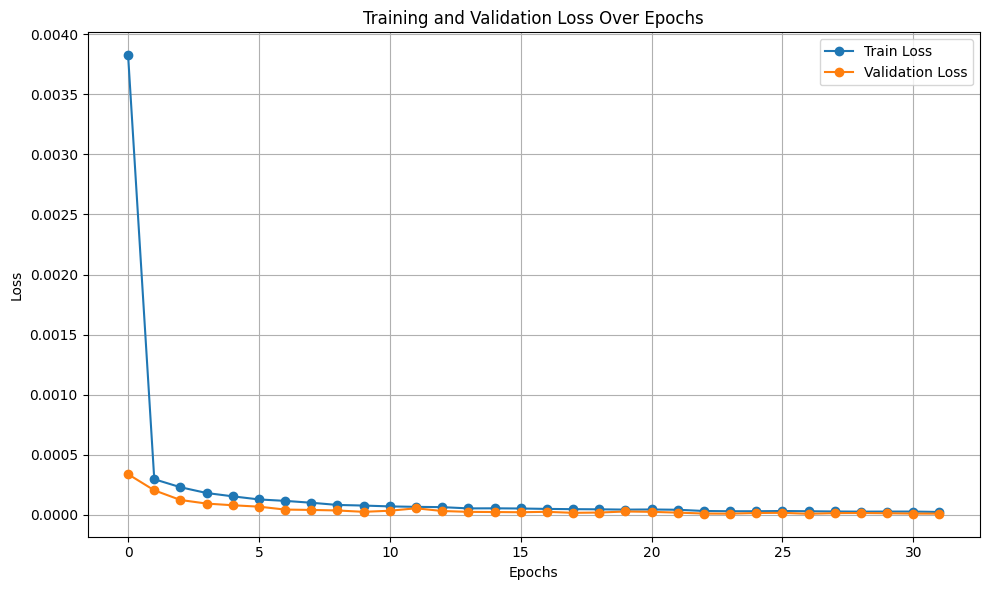 Training and Validation Loss Over Epochs
Train Loss
Validation Loss
0.0040
0.0035
0.0030
0.0025
0.0020
0.0015
0.0010
0.0005
0.0000
Loss
0 5 10 15 20 25 30
Epochs